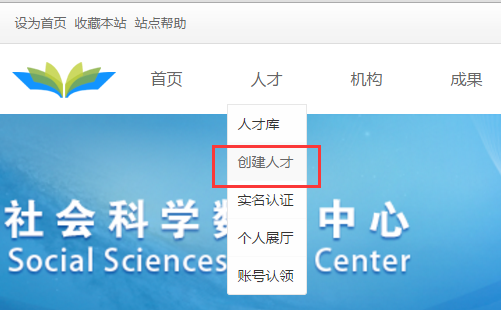 设为首页 收藏本站 站点帮助
首页 人才 机构 成果
人才库
创建人才
实名认证
个人展厅
账号认领
社会科学数 中心
Social Sciences Center